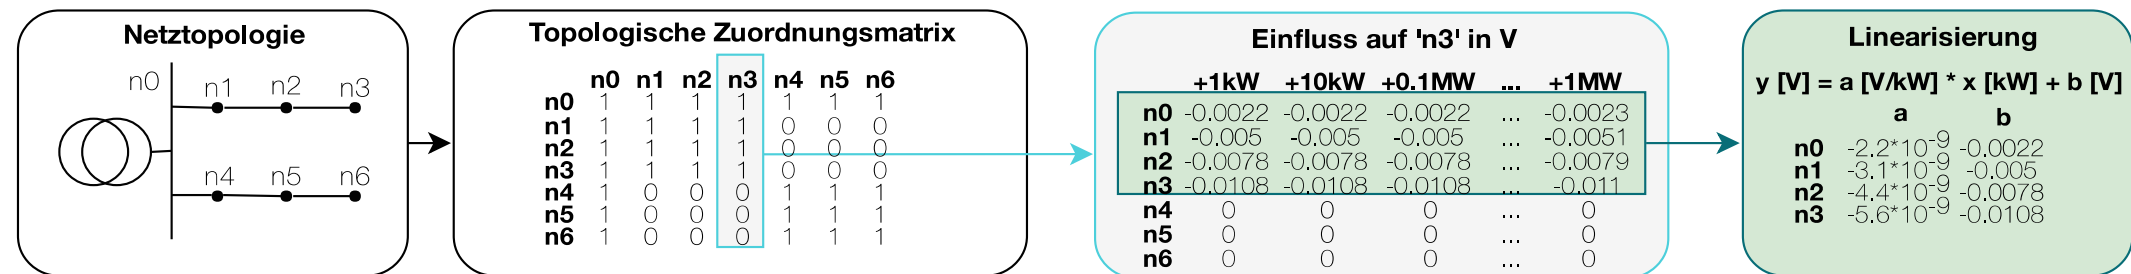 Netztopologie
n0
n1 n2 n3
n4 n5 n6
Topologische Zuordnungsmatrix
n0 n1 n2 n3 n4 n5 n6
n0 1 1 1 1 1 1 1
n1 1 1 1 1 0 0 0
n2 1 1 1 1 0 0 0
n3 1 1 1 1 0 0 0
n4 1 0 0 0 1 1 1
n5 1 0 0 0 1 1 1
n6 1 0 0 0 1 1 1
Einfluss auf 'n3' in V
+1kW +10kW +0.1MW ... +1MW
n0 -0.0022 -0.0022 -0.0022 ... -0.0023
n1 -0.005 -0.005 -0.005 ... -0.0051
n2 -0.0078 -0.0078 -0.0078 ... -0.0079
n3 -0.0108 -0.0108 -0.0108 ... -0.011
n4 0 0 0 ... 0
n5 0 0 0 ... 0
n6 0 0 0 ... 0
Linearisierung
y [V] = a [V/kW] * x [kW] + b [V]
a b
n0 -2.2*10⁻⁹ -0.0022
n1 -3.1*10⁻⁹ -0.005
n2 -4.4*10⁻⁹ -0.0078
n3 -5.6*10⁻⁹ -0.0108